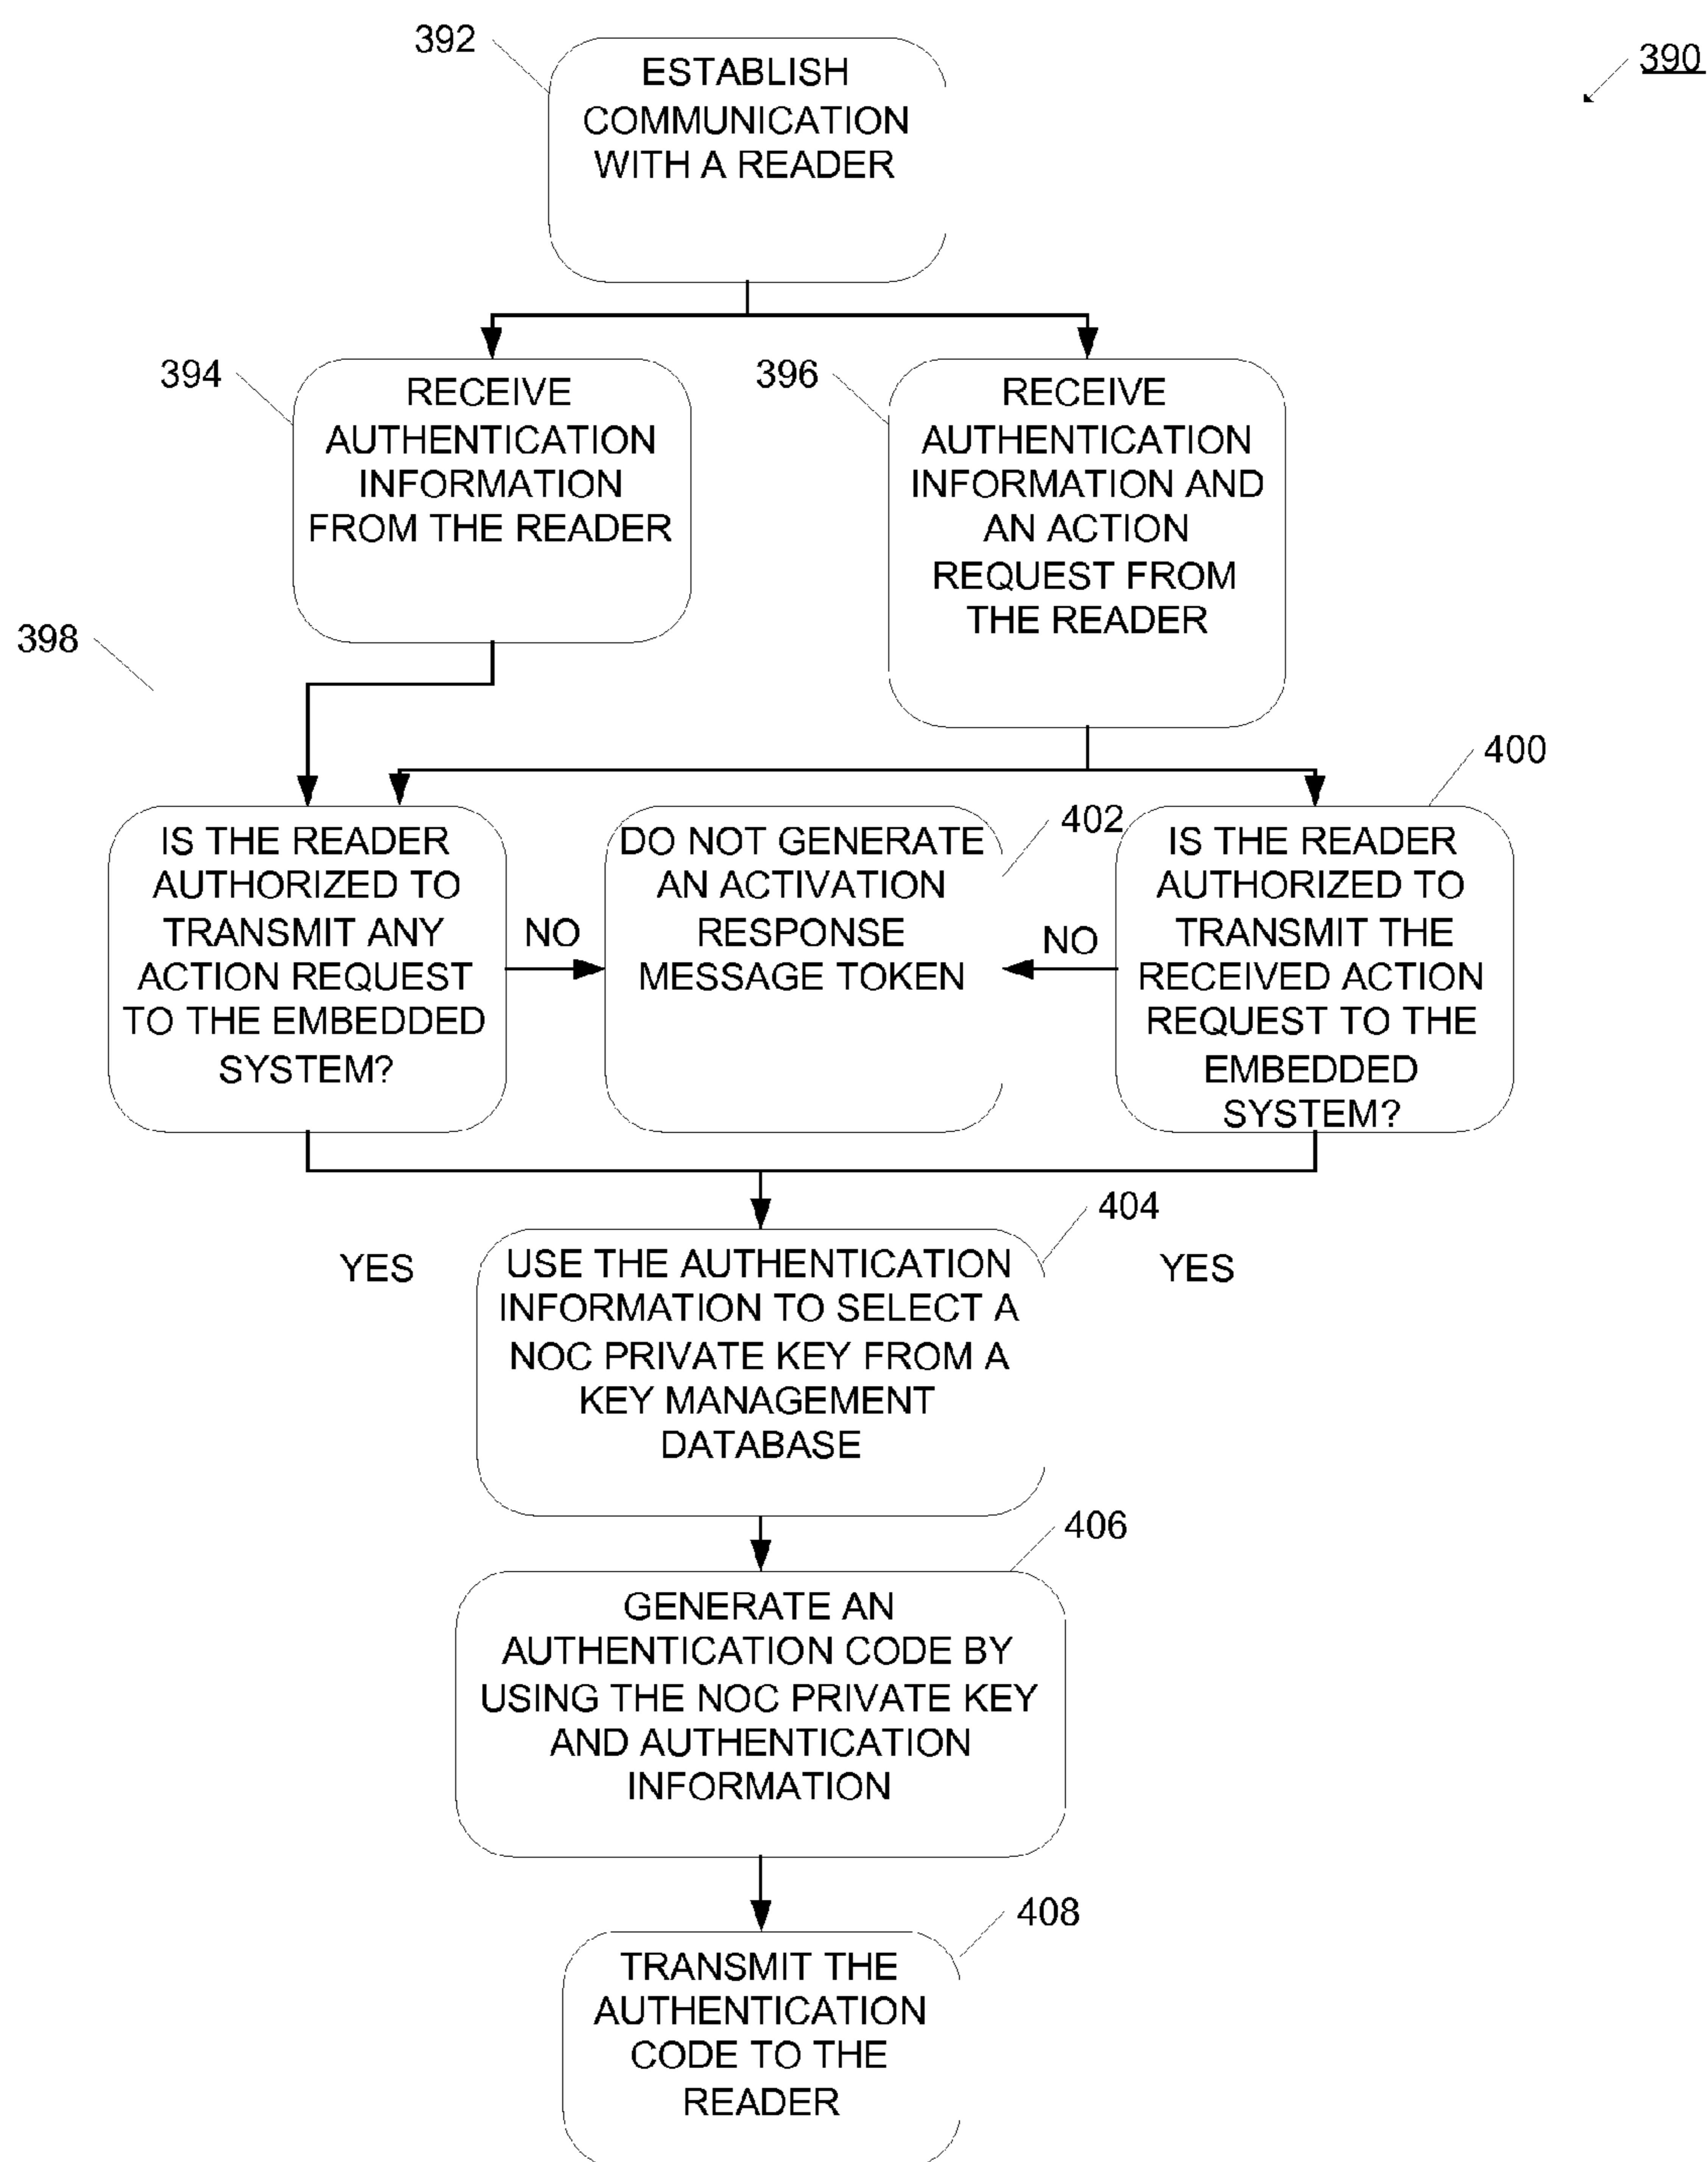 392
ESTABLISH
COMMUNICATION
WITH A READER
390
394
RECEIVE
AUTHENTICATION
INFORMATION
FROM THE READER
396
RECEIVE
AUTHENTICATION
INFORMATION AND
AN ACTION
REQUEST FROM
THE READER
398
IS THE READER
AUTHORIZED TO
TRANSMIT ANY
ACTION REQUEST
TO THE EMBEDDED
SYSTEM?
NO
402
DO NOT GENERATE
AN ACTIVATION
RESPONSE
MESSAGE TOKEN
NO
400
IS THE READER
AUTHORIZED TO
TRANSMIT THE
RECEIVED ACTION
REQUEST TO THE
EMBEDDED
SYSTEM?
YES
404
USE THE AUTHENTICATION
INFORMATION TO SELECT A
NOC PRIVATE KEY FROM A
KEY MANAGEMENT
DATABASE
YES
406
GENERATE AN
AUTHENTICATION CODE BY
USING THE NOC PRIVATE KEY
AND AUTHENTICATION
INFORMATION
408
TRANSMIT THE
AUTHENTICATION
CODE TO THE
READER